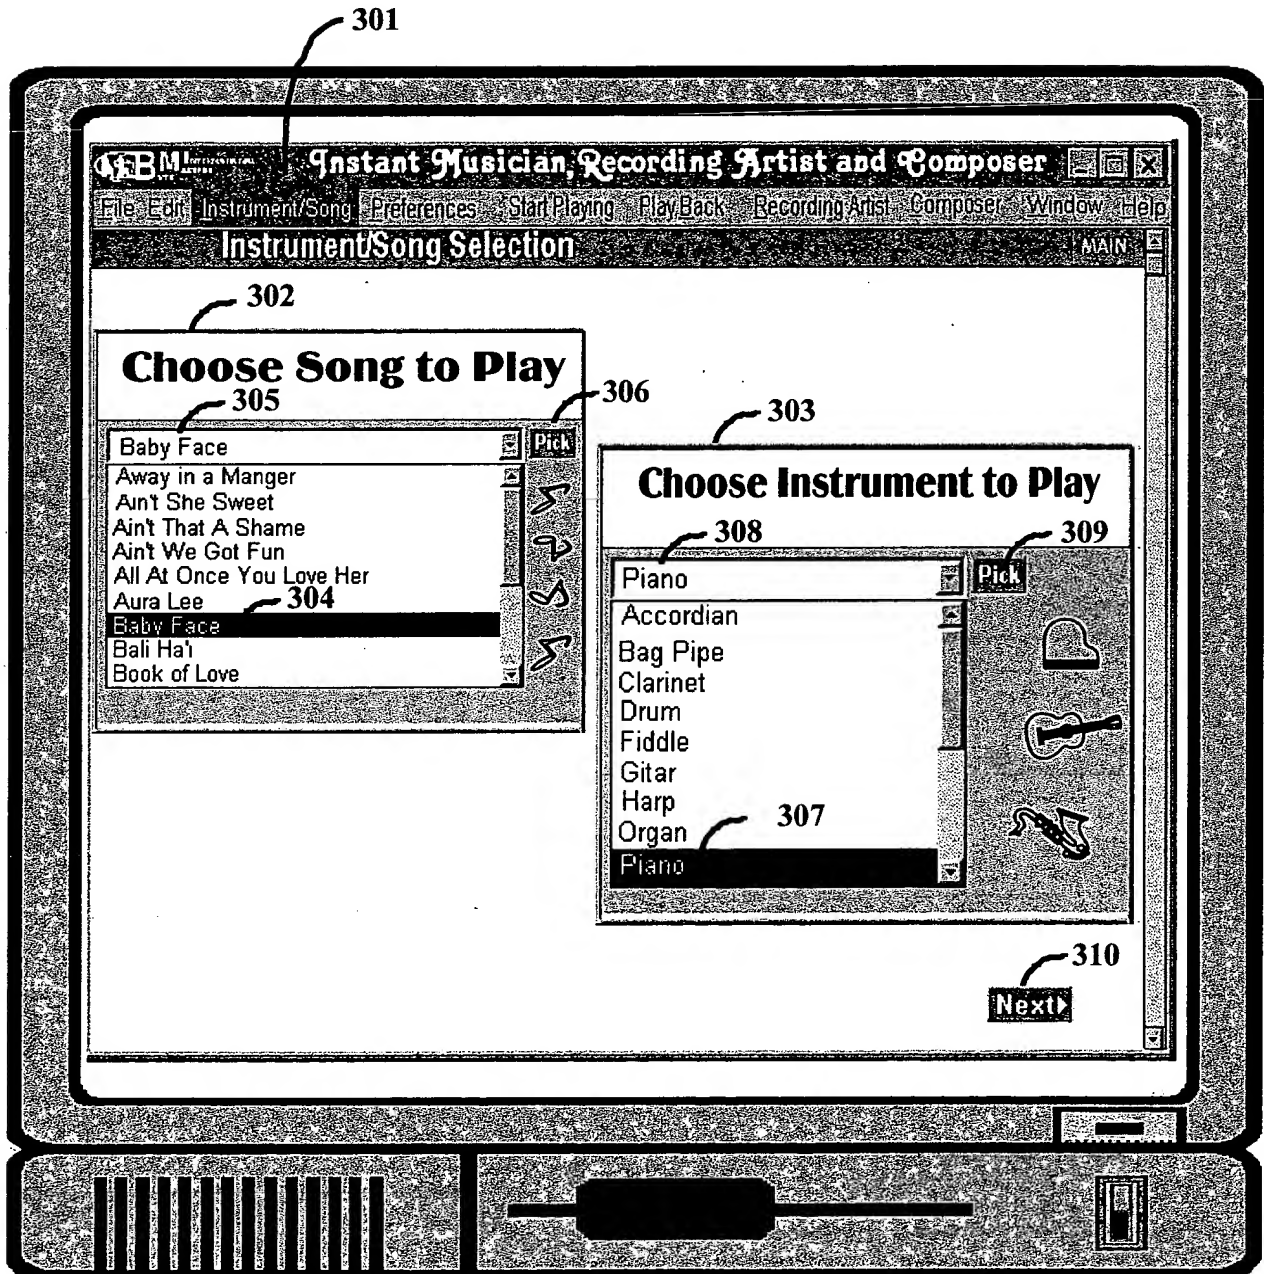 301
Instant Musician, Recording Artist and Composer
File Edit Instrument/Song Preferences Start Playing Play Back Recording Artist Composer Window Help
Instrument/Song Selection MAIN
302
Choose Song to Play
305
306
Baby Face Pick
Away in a Manger
Ain't She Sweet
Ain't That A Shame
Ain't We Got Fun
All At Once You Love Her
Aura Lee
304
Baby Face
Bali Ha'i
Book of Love
303
Choose Instrument to Play
308
309
Piano Pick
Accordian
Bag Pipe
Clarinet
Drum
Fiddle
Gitar
Harp
Organ
307
Piano
310
Next